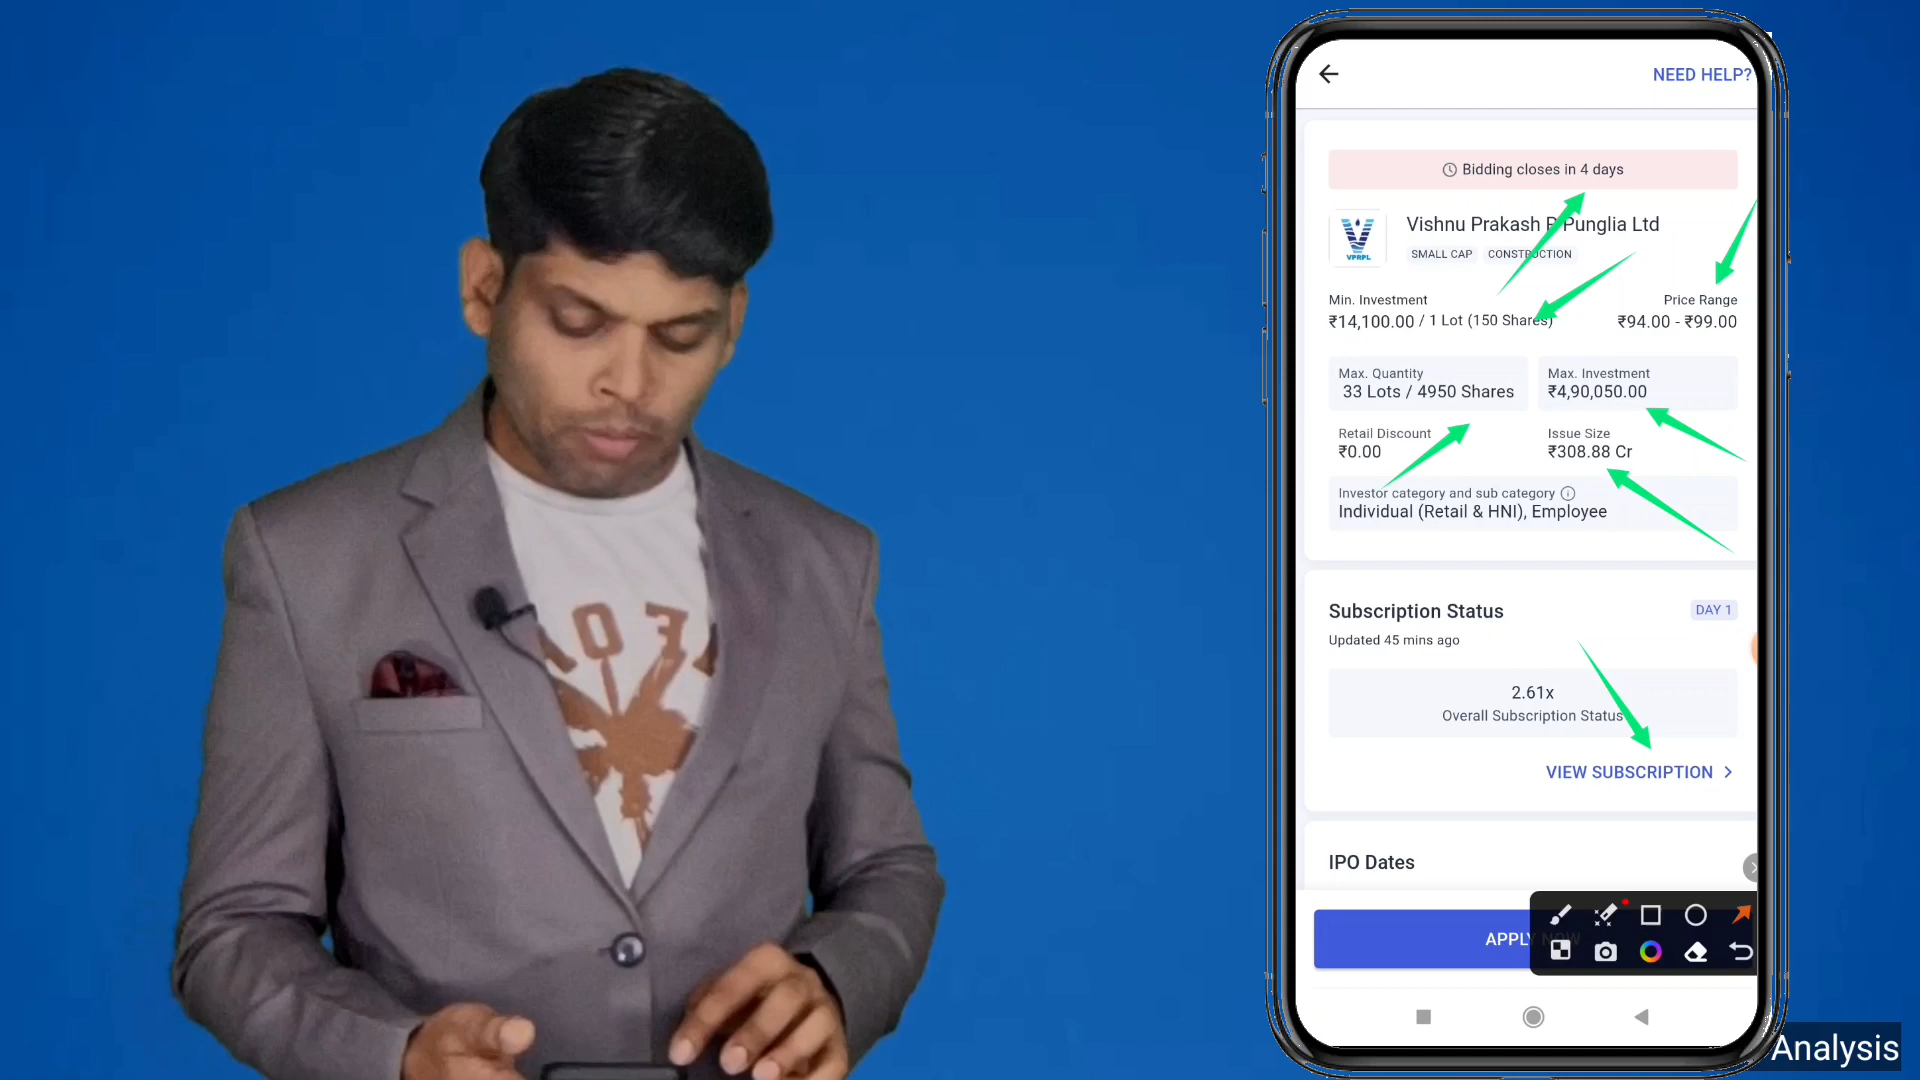 NEED HELP?
Bidding closes in 4 days
Vishnu Prakash R Punglia Ltd
VPRPL
SMALL CAP CONSTRUCTION
Min. Investment
₹14,100.00 / 1 Lot (150 Shares)
Price Range
₹94.00 - ₹99.00
Max. Quantity
33 Lots / 4950 Shares
Max. Investment
₹4,90,050.00
Retail Discount
₹0.00
Issue Size
₹308.88 Cr
Investor category and sub category
Individual (Retail & HNI), Employee
Subscription Status
DAY 1
Updated 45 mins ago
2.61x
Overall Subscription Status
VIEW SUBSCRIPTION
IPO Dates
APPLY NOW
Analysis